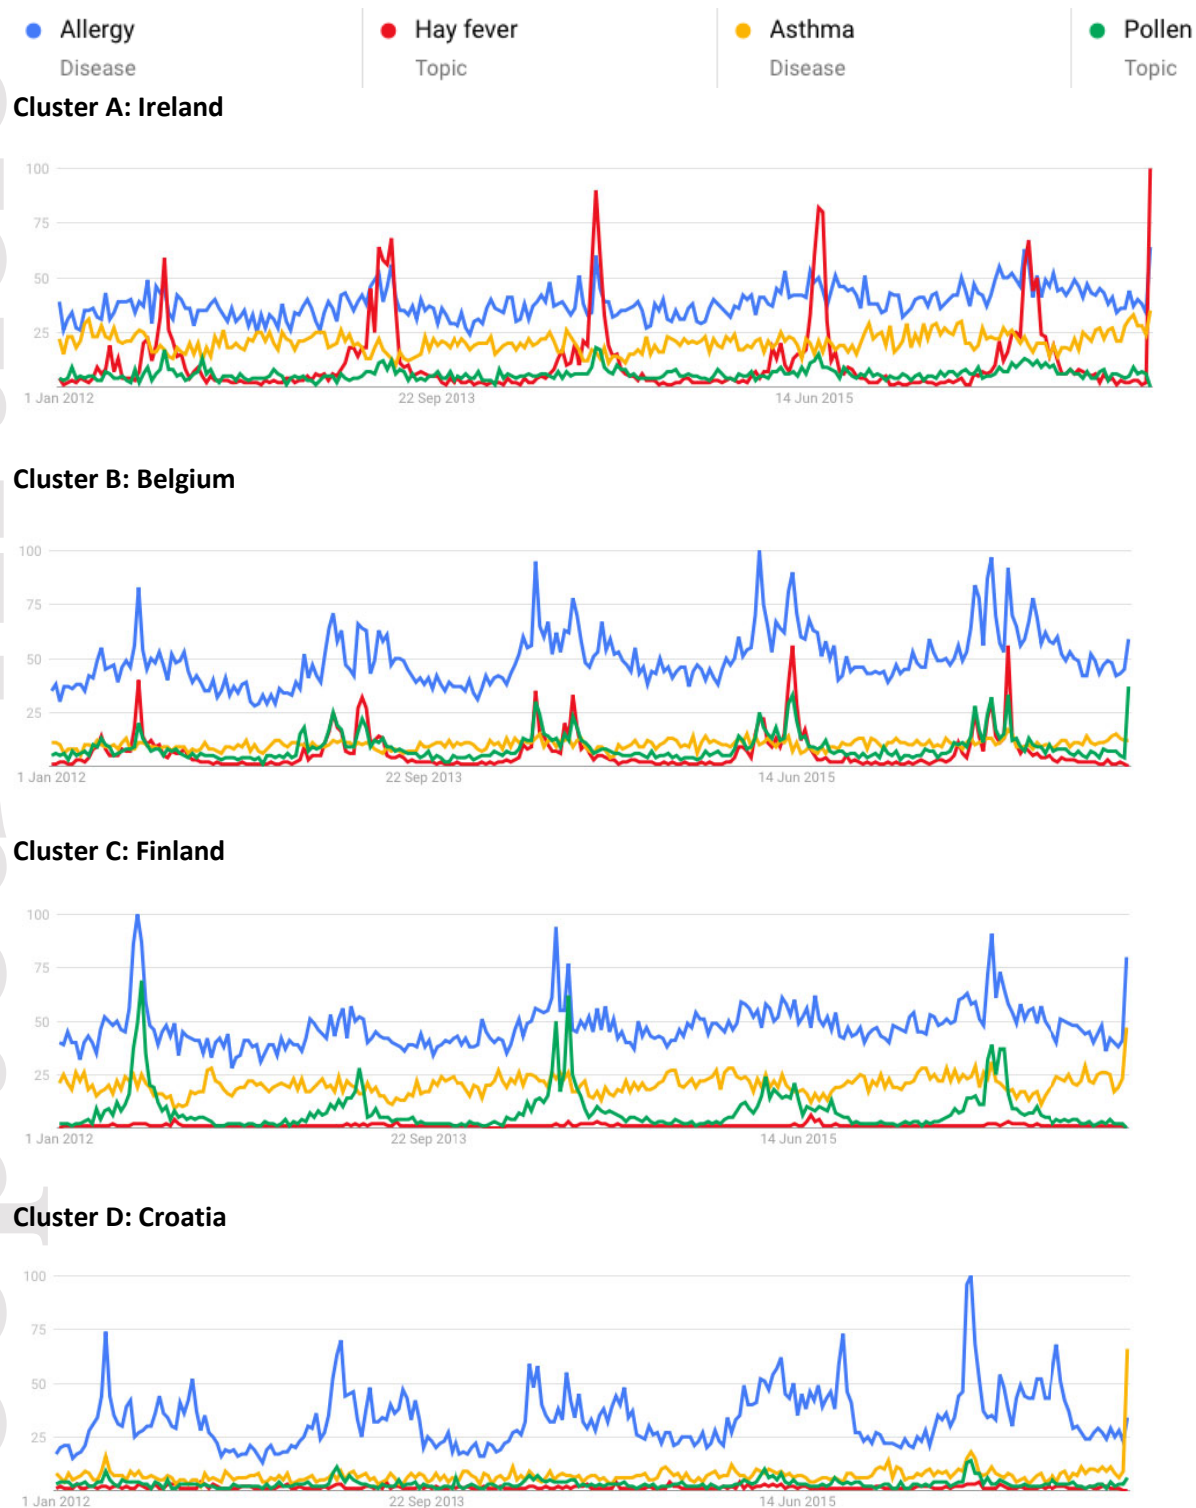 Allergy Hay fever Asthma Pollen
Disease Topic Disease Topic
Cluster A: Ireland
100
75
50
25
1 Jan 2012 22 Sep 2013 14 Jun 2015
Cluster B: Belgium
100
75
50
25
1 Jan 2012 22 Sep 2013 14 Jun 2015
Cluster C: Finland
100
75
50
25
1 Jan 2012 22 Sep 2013 14 Jun 2015
Cluster D: Croatia
100
75
50
25
1 Jan 2012 22 Sep 2013 14 Jun 2015